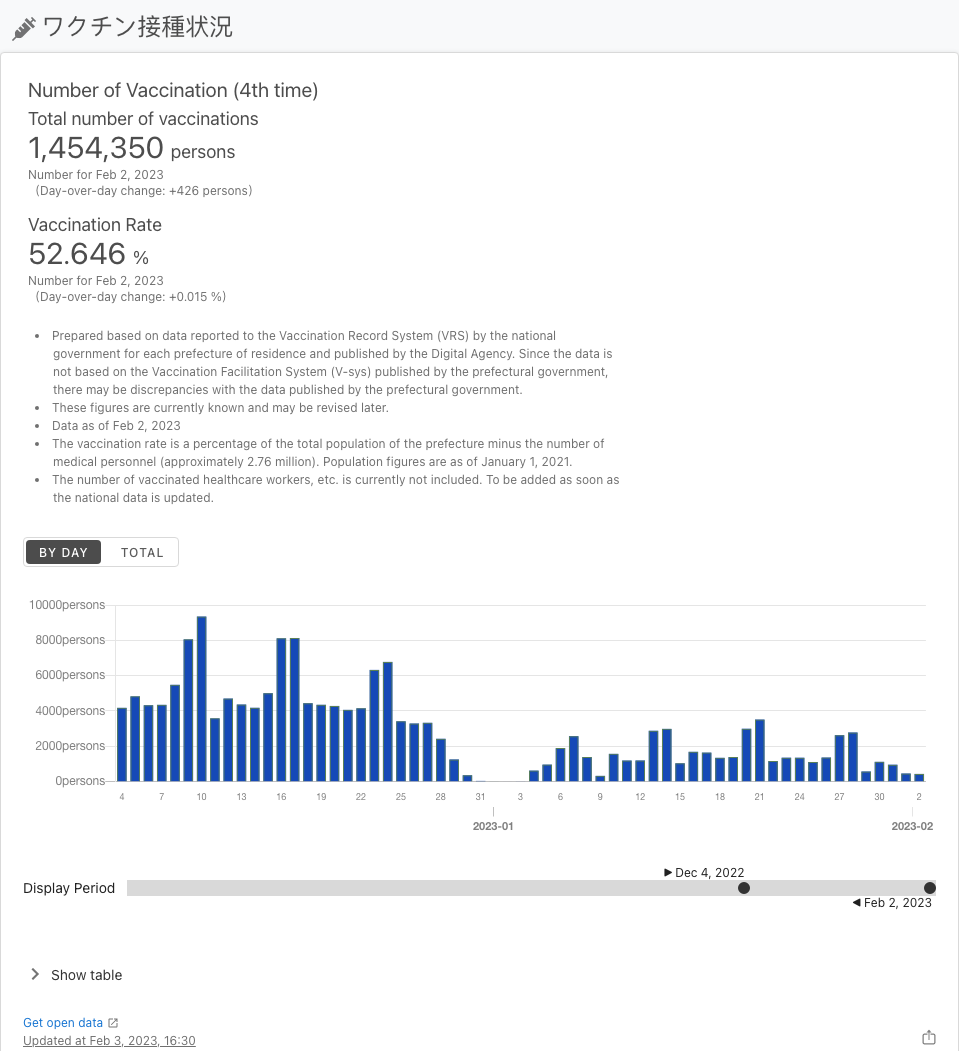 ワクチン接種状況
Number of Vaccination (4th time)
Total number of vaccinations
1,454,350 persons
Number for Feb 2, 2023
(Day-over-day change: +426 persons)
Vaccination Rate
52.646 %
Number for Feb 2, 2023
(Day-over-day change: +0.015 %)
• Prepared based on data reported to the Vaccination Record System (VRS) by the national
government for each prefecture of residence and published by the Digital Agency. Since the data is
not based on the Vaccination Facilitation System (V-sys) published by the prefectural government,
there may be discrepancies with the data published by the prefectural government.
• These figures are currently known and may be revised later.
• Data as of Feb 2, 2023
• The vaccination rate is a percentage of the total population of the prefecture minus the number of
medical personnel (approximately 2.76 million). Population figures are as of January 1, 2021.
• The number of vaccinated healthcare workers, etc. is currently not included. To be added as soon as
the national data is updated.
BY DAY TOTAL
10000persons
8000persons
6000persons
4000persons
2000persons
0persons
4 7 10 13 16 19 22 25 28 31 3 6 9 12 15 18 21 24 27 30 2
2023-01 2023-02
▶ Dec 4, 2022
Display Period
◀ Feb 2, 2023
Show table
Get open data
Updated at Feb 3, 2023, 16:30